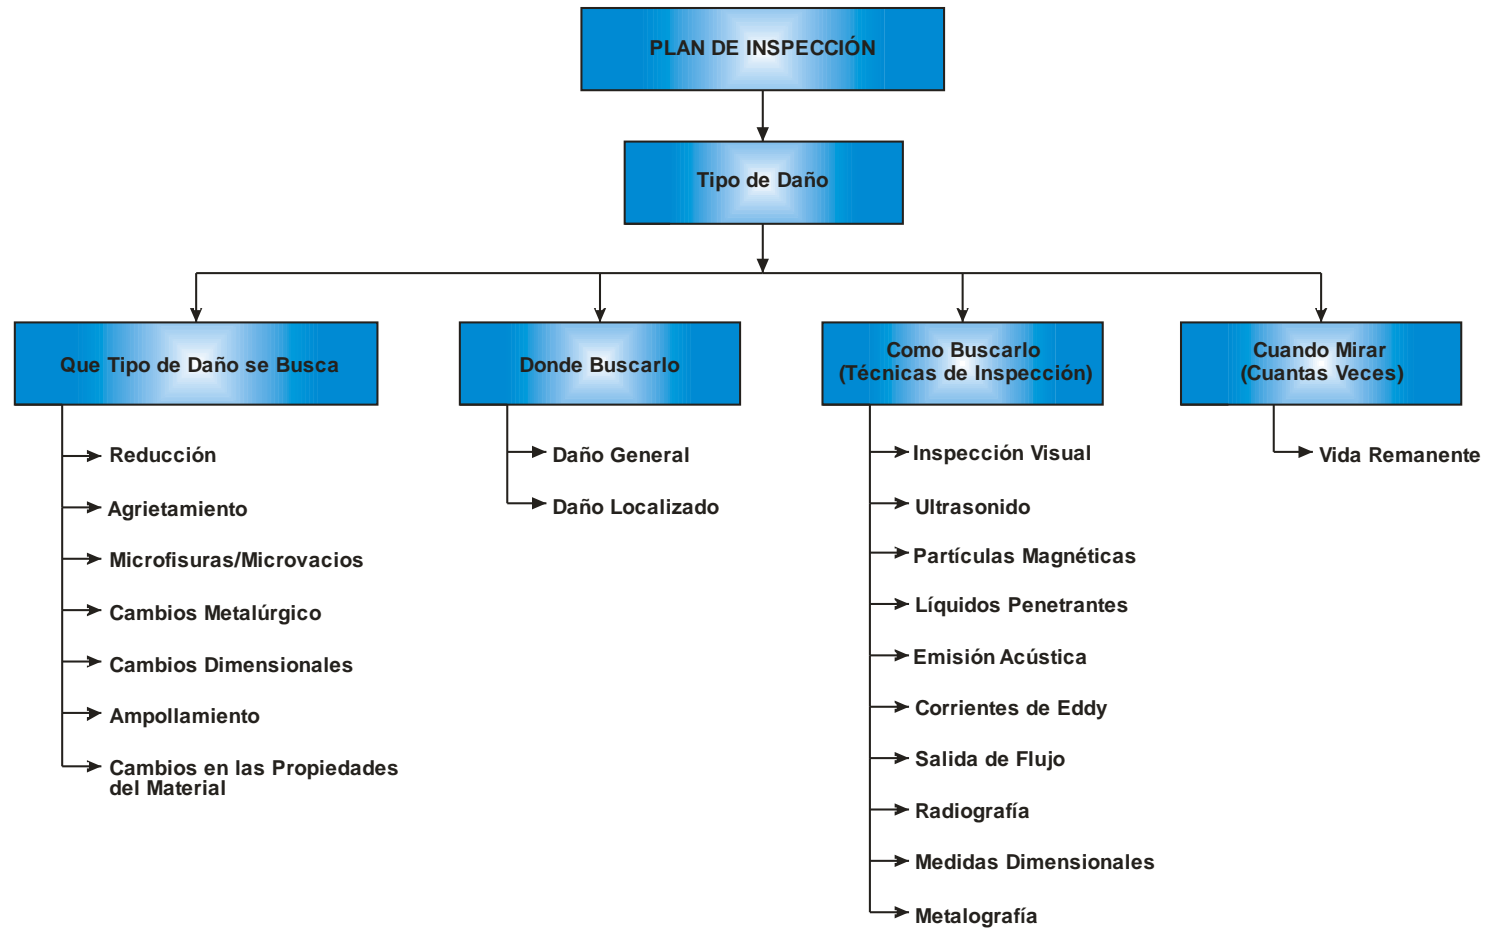 PLAN DE INSPECCIÓN
Tipo de Daño
Que Tipo de Daño se Busca
Reducción
Agrietamiento
Microfisuras/Microvacios
Cambios Metalúrgico
Cambios Dimensionales
Ampollamiento
Cambios en las Propiedades
del Material
Donde Buscarlo
Daño General
Daño Localizado
Como Buscarlo
(Técnicas de Inspección)
Inspección Visual
Ultrasonido
Partículas Magnéticas
Líquidos Penetrantes
Emisión Acústica
Corrientes de Eddy
Salida de Flujo
Radiografía
Medidas Dimensionales
Metalografía
Cuando Mirar
(Cuantas Veces)
Vida Remanente